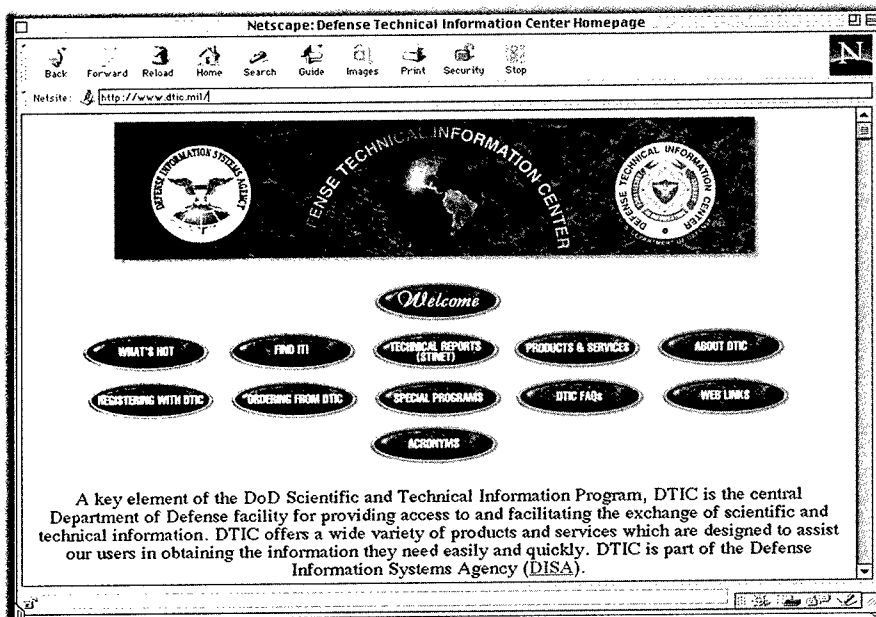 Netscape: Defense Technical Information Center Homepage
Back Forward Reload Home Search Guide Images Print Security Stop
N
Netsite: http://www.dtic.mil/
DEFENSE INFORMATION SYSTEMS AGENCY
ENSE TECHNICAL INFORMATION CENTER
DEFENSE TECHNICAL INFORMATION CENTER
Welcome
WHAT'S HOT FIND IT! TECHNICAL REPORTS (STINET) PRODUCTS & SERVICES ABOUT DTIC
REGISTERING WITH DTIC ORDERING FROM DTIC SPECIAL PROGRAMS DTIC FAQs WEB LINKS
ACRONYMS
A key element of the DoD Scientific and Technical Information Program, DTIC is the central
Department of Defense facility for providing access to and facilitating the exchange of scientific and
technical information. DTIC offers a wide variety of products and services which are designed to assist
our users in obtaining the information they need easily and quickly. DTIC is part of the Defense
Information Systems Agency (DISA).